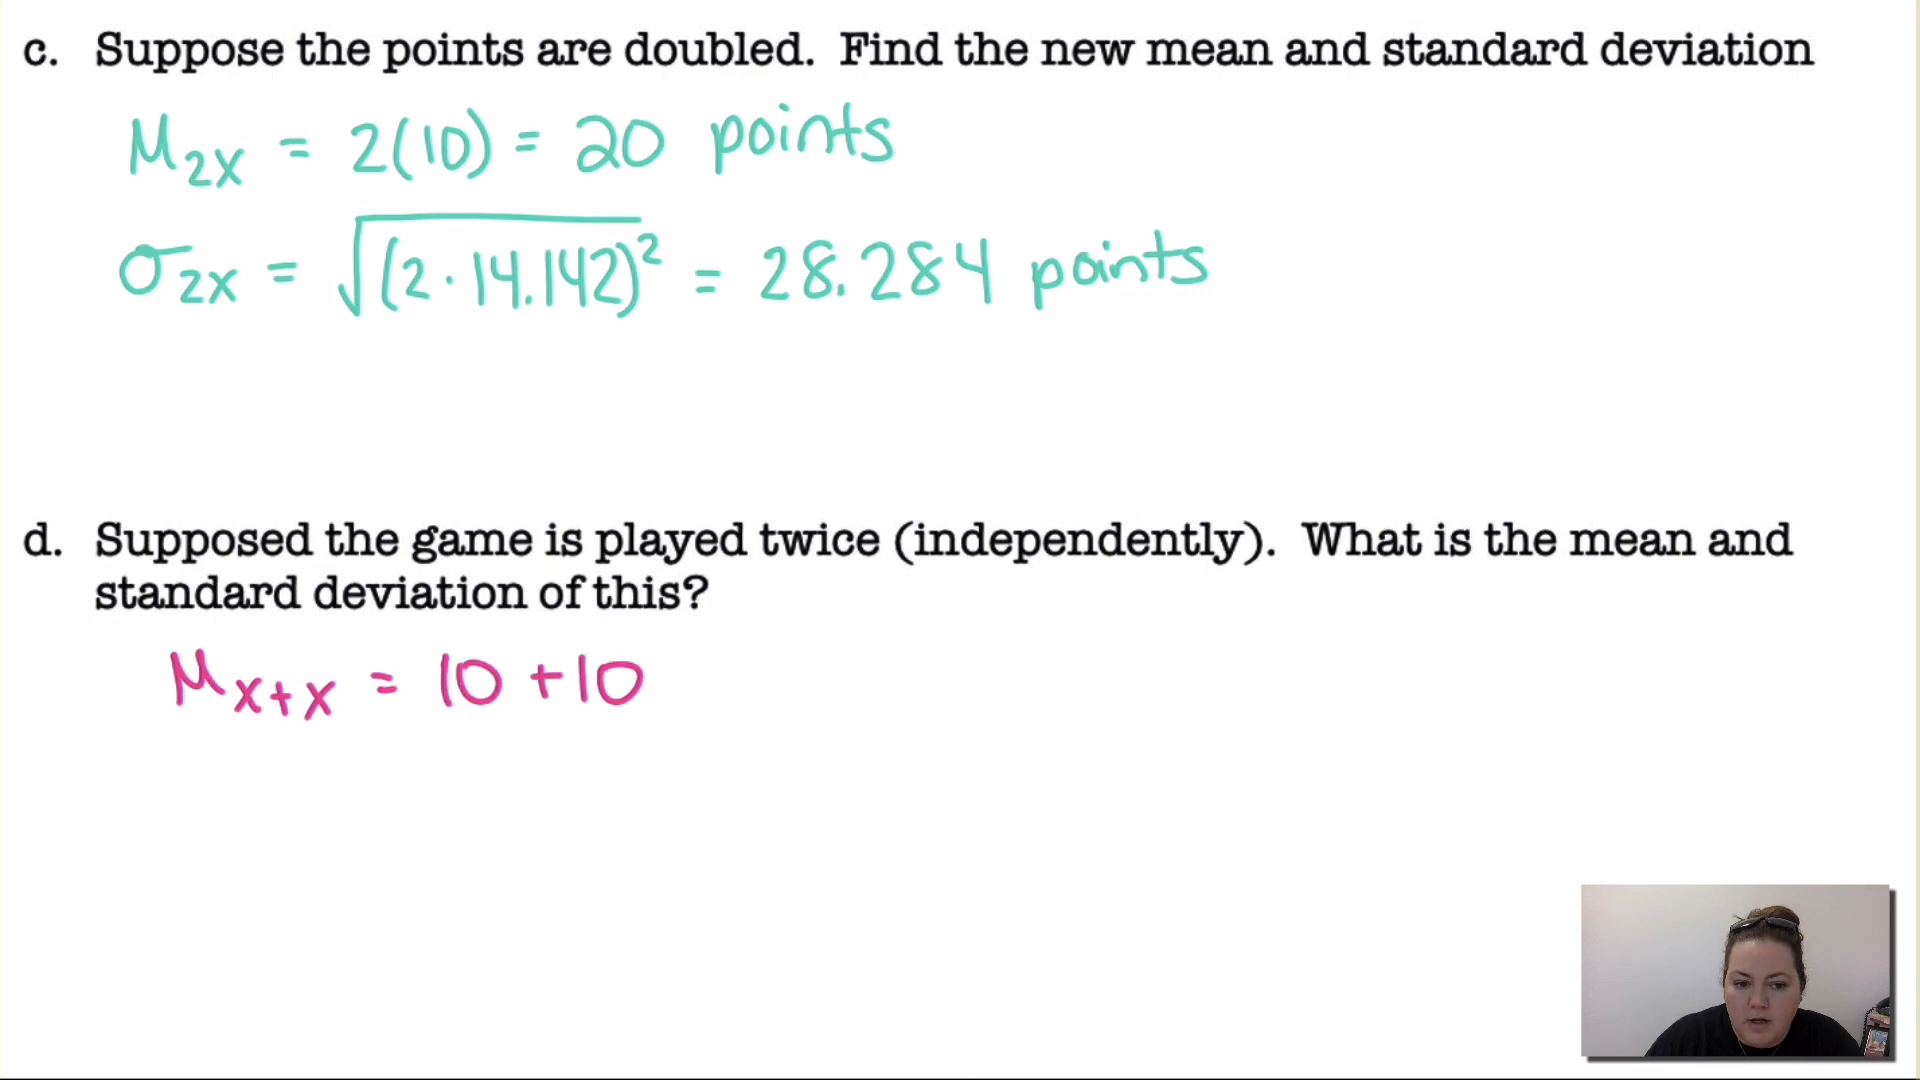 c. Suppose the points are doubled. Find the new mean and standard deviation
μ₂ₓ = 2(10) = 20 points
σ₂ₓ = √(2·14.142)² = 28.284 points
d. Supposed the game is played twice (independently). What is the mean and
standard deviation of this?
μₓ₊ₓ = 10 + 10